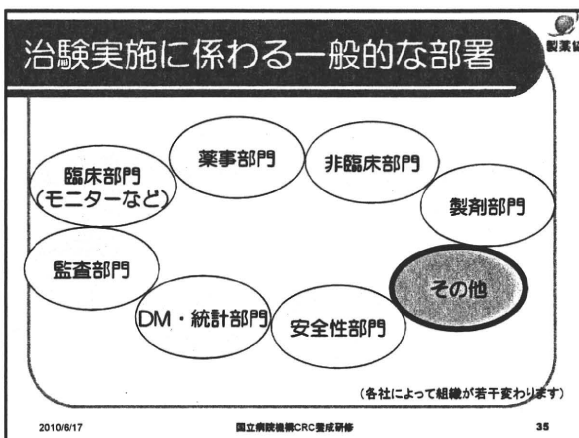 治験実施に係わる一般的な部署
製薬協
臨床部門
(モニターなど)
薬事部門
非臨床部門
製剤部門
監査部門
DM・統計部門
安全性部門
その他
(各社によって組織が若干変わります)
2010/6/17
国立病院機構CRC養成研修
35